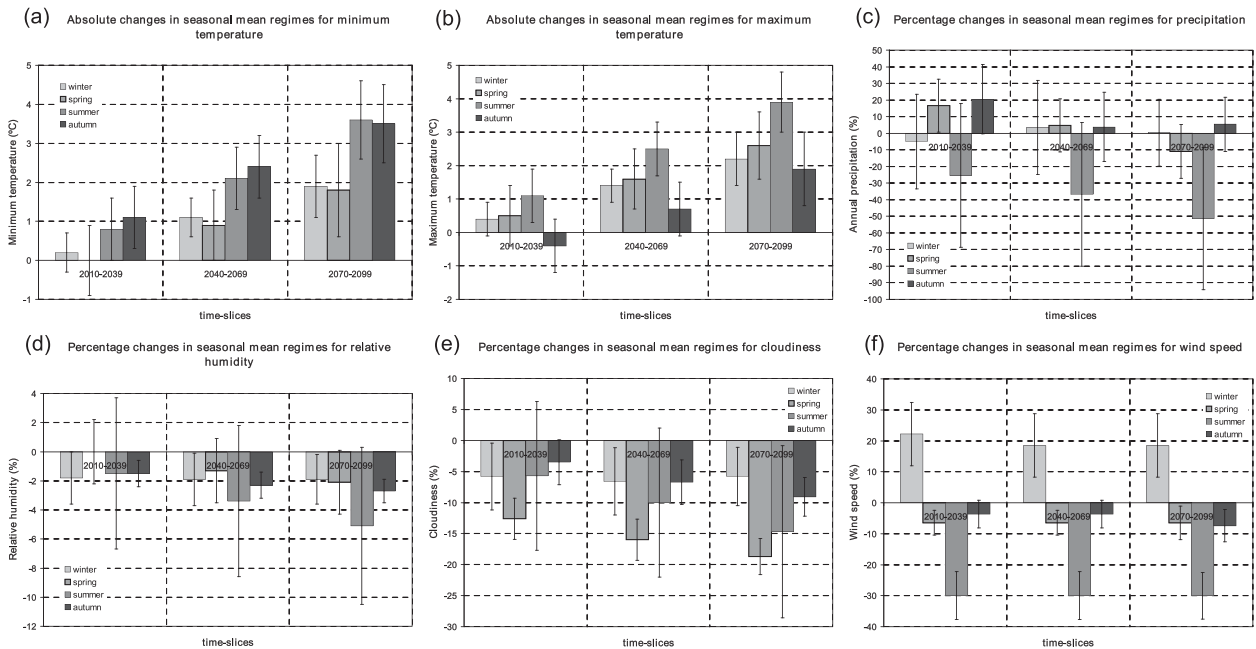 (a)
Absolute changes in seasonal mean regimes for minimum
temperature
Minimum temperature (ºC)
5
4
3
2
1
0
-1
winter
spring
summer
autumn
2010-2039
2040-2069
2070-2099
time-slices
(b)
Absolute changes in seasonal mean regimes for maximum
temperature
Maximum temperature (ºC)
5
4
3
2
1
0
-1
-2
winter
spring
summer
autumn
2010-2039
2040-2069
2070-2099
time-slices
(c)
Percentage changes in seasonal mean regimes for precipitation
Annual precipitation (%)
50
40
30
20
10
0
-10
-20
-30
-40
-50
-60
-70
-80
-90
-100
2010-2039
2040-2069
2070-2099
winter
spring
summer
autumn
time-slices
(d)
Percentage changes in seasonal mean regimes for relative
humidity
Relative humidity (%)
4
2
0
-2
-4
-6
-8
-10
-12
2010-2039
2040-2069
2070-2099
winter
spring
summer
autumn
time-slices
(e)
Percentage changes in seasonal mean regimes for cloudiness
Cloudiness (%)
10
5
0
-5
-10
-15
-20
-25
-30
winter
spring
summer
autumn
2010-2039
2040-2069
2070-2099
time-slices
(f)
Percentage changes in seasonal mean regimes for wind speed
Wind speed (%)
40
30
20
10
0
-10
-20
-30
-40
winter
spring
summer
autumn
2010-2039
2040-2069
2070-2099
time-slices